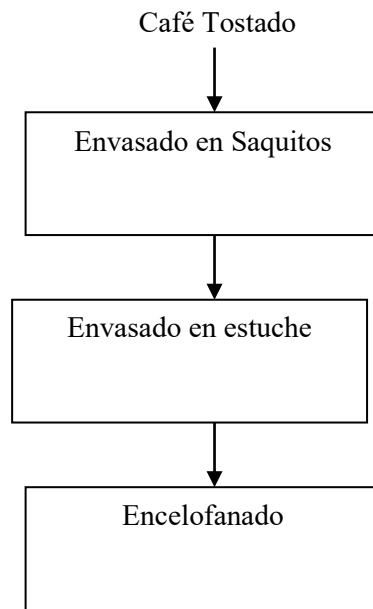 Café Tostado
Envasado en Saquitos
Envasado en estuche
Encelofanado